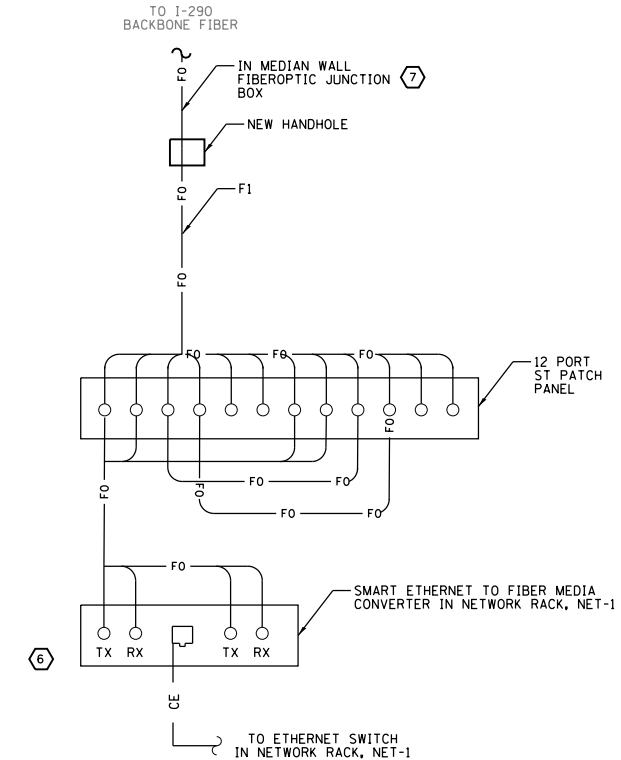 TO I-290
BACKBONE FIBER
FO
IN MEDIAN WALL
FIBEROPTIC JUNCTION
BOX
7
NEW HANDHOLE
FO
F1
FO
FO
FO
FO
12 PORT
ST PATCH
PANEL
FO
FO
FO
FO
FO
FO
FO
FO
SMART ETHERNET TO FIBER MEDIA
CONVERTER IN NETWORK RACK, NET-1
TX RX TX RX
6
CE
TO ETHERNET SWITCH
IN NETWORK RACK, NET-1